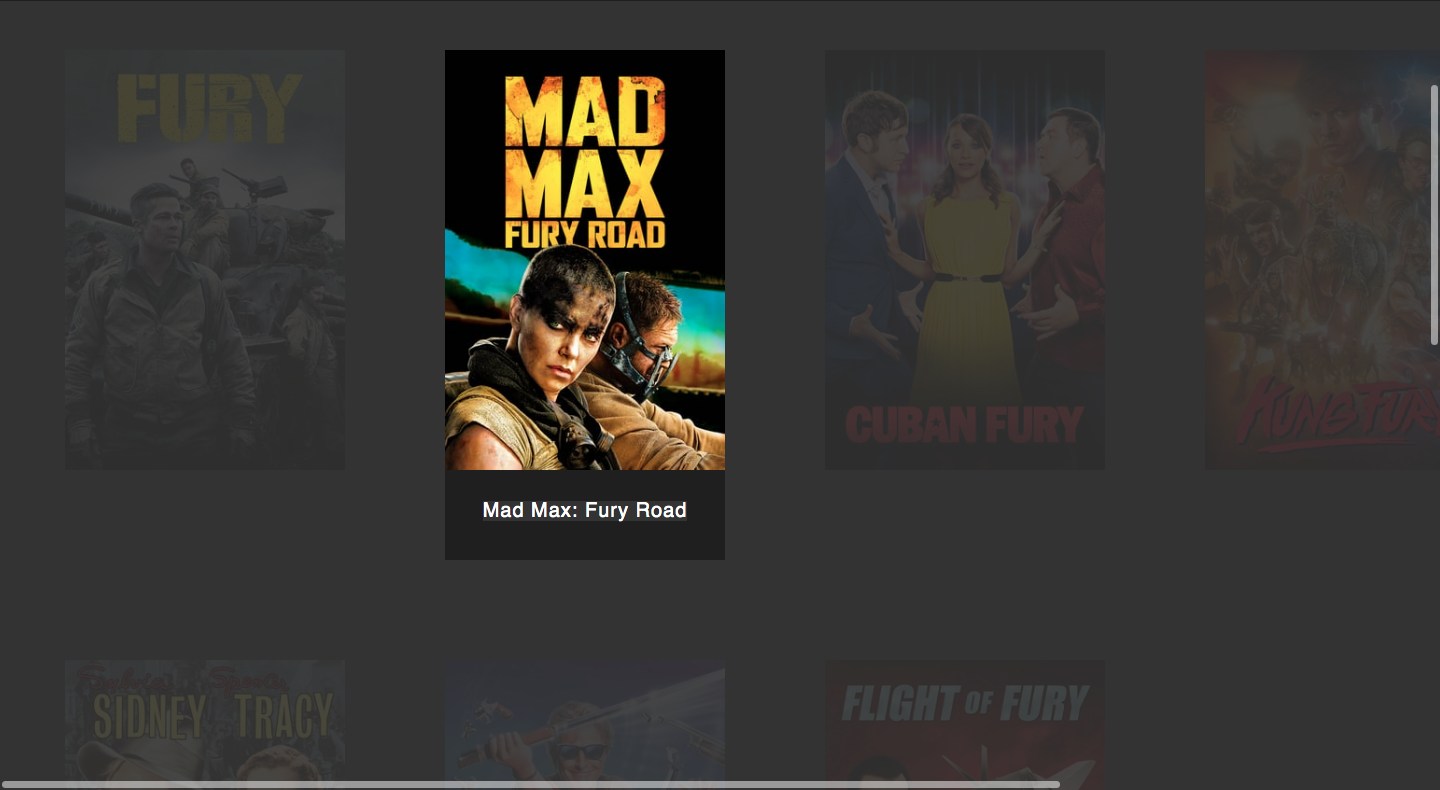 FURY
MAD
MAX
FURY ROAD
CUBAN FURY
KUNG FURY
Mad Max: Fury Road
SIDNEY TRACY
FLIGHT OF FURY